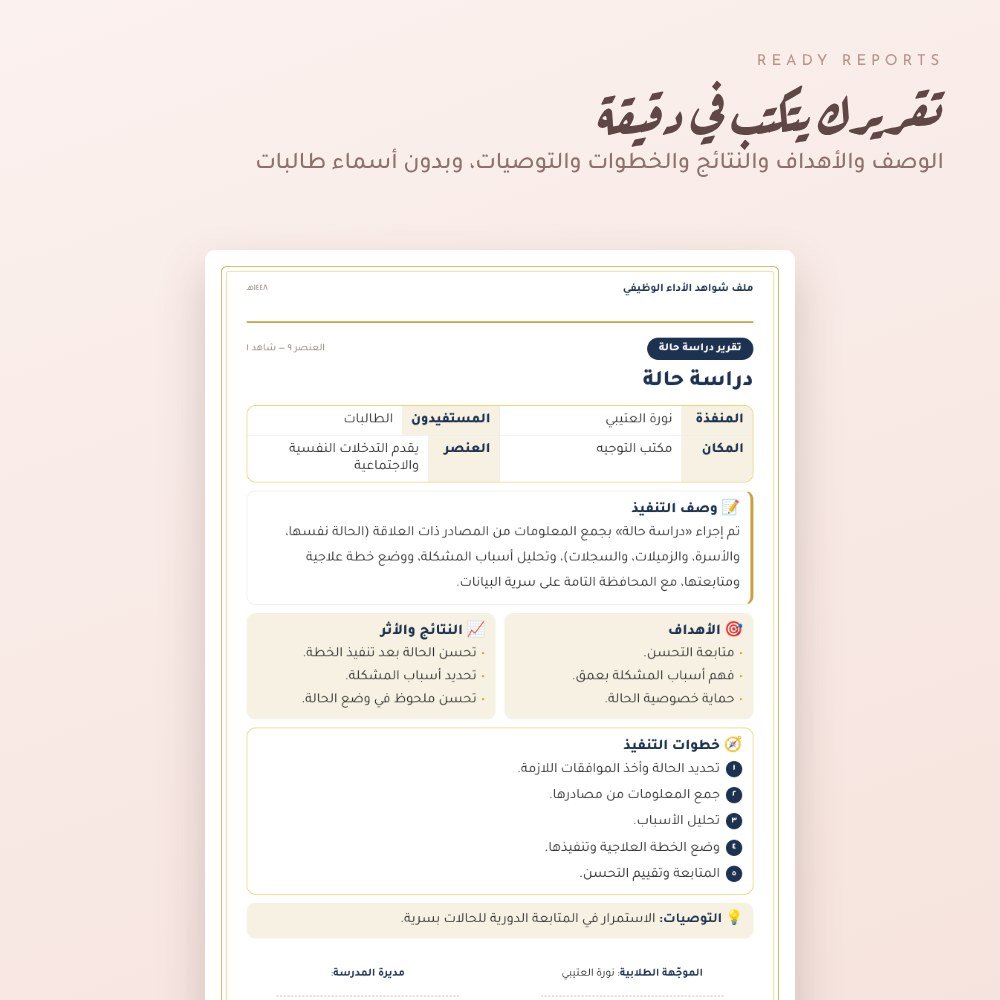 READY REPORTS
تقريرك يتكتب في دقيقة
الوصف والأهداف والنتائج والخطوات والتوصيات، وبدون أسماء طالبات
ملف شواهد الأداء الوظيفي
١٤٤٨هـ
تقرير دراسة حالة
العنصر ٩ – شاهد ١
دراسة حالة
المنفذة نورة العتيبي المستفيدون الطالبات
المكان مكتب التوجيه العنصر يقدم التدخلات النفسية
والاجتماعية
📝 وصف التنفيذ
تم إجراء «دراسة حالة» بجمع المعلومات من المصادر ذات العلاقة (الحالة نفسها،
والأسرة، والزميلات، والسجلات)، وتحليل أسباب المشكلة، ووضع خطة علاجية
ومتابعتها، مع المحافظة التامة على سرية البيانات.
🎯 الأهداف
· متابعة التحسن.
· فهم أسباب المشكلة بعمق.
· حماية خصوصية الحالة.
📈 النتائج والأثر
· تحسن الحالة بعد تنفيذ الخطة.
· تحديد أسباب المشكلة.
· تحسن ملحوظ في وضع الحالة.
🧭 خطوات التنفيذ
١ تحديد الحالة وأخذ الموافقات اللازمة.
٢ جمع المعلومات من مصادرها.
٣ تحليل الأسباب.
٤ وضع الخطة العلاجية وتنفيذها.
٥ المتابعة وتقييم التحسن.
💡 التوصيات: الاستمرار في المتابعة الدورية للحالات بسرية.
الموجّهة الطلابية: نورة العتيبي
مديرة المدرسة: